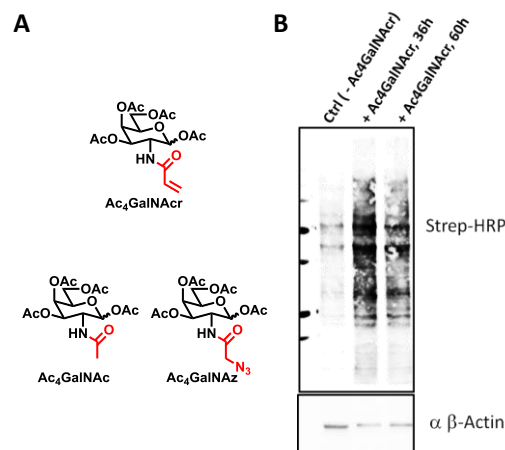 A
B
Ctrl (- Ac4GalNAcr)
+ Ac4GalNAcr, 36h
+ Ac4GalNAcr, 60h
OAc
OAc
AcO
OAc
HN
O
Ac₄GalNAcr
Strep-HRP
OAc
OAc
AcO
OAc
HN
O
Ac₄GalNAc
OAc
OAc
AcO
OAc
HN
O
N₃
Ac₄GalNAz
α β-Actin